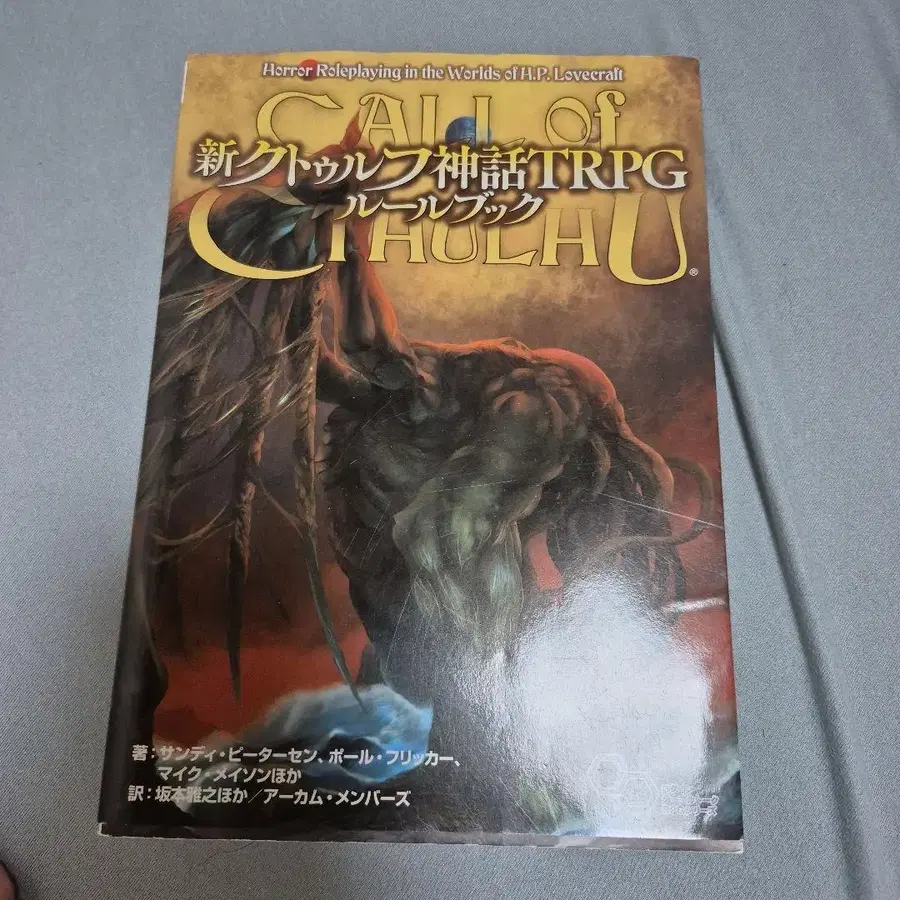 Horror Roleplaying in the Worlds of H.P. Lovecraft
CALL of
新クトゥルフ神話TRPG
ルールブック
CTHULHU®
著:サンディ・ピーターセン、ポール・フリッカー、
マイク・メイソンほか
訳:坂本雅之ほか/アーカム・メンバーズ